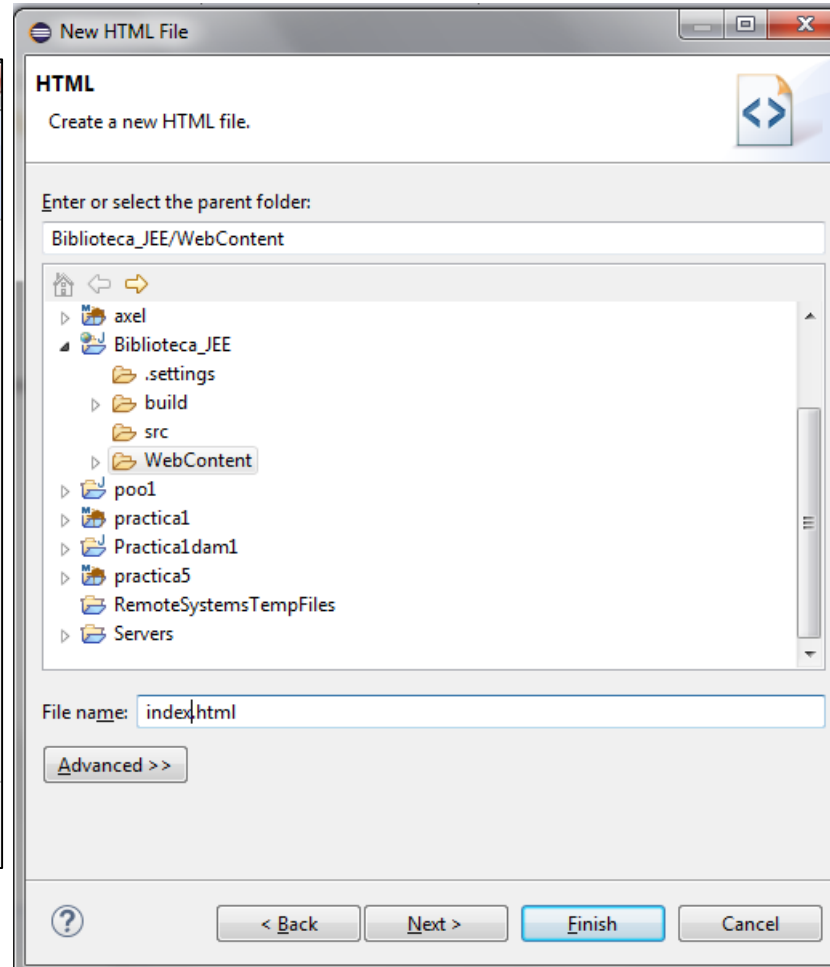 New HTML File
HTML
Create a new HTML file.
Enter or select the parent folder:
Biblioteca_JEE/WebContent
axel
Biblioteca_JEE
.settings
build
src
WebContent
poo1
practica1
Practica1dam1
practica5
RemoteSystemsTempFiles
Servers
File name: index.html
Advanced >>
< Back Next > Finish Cancel